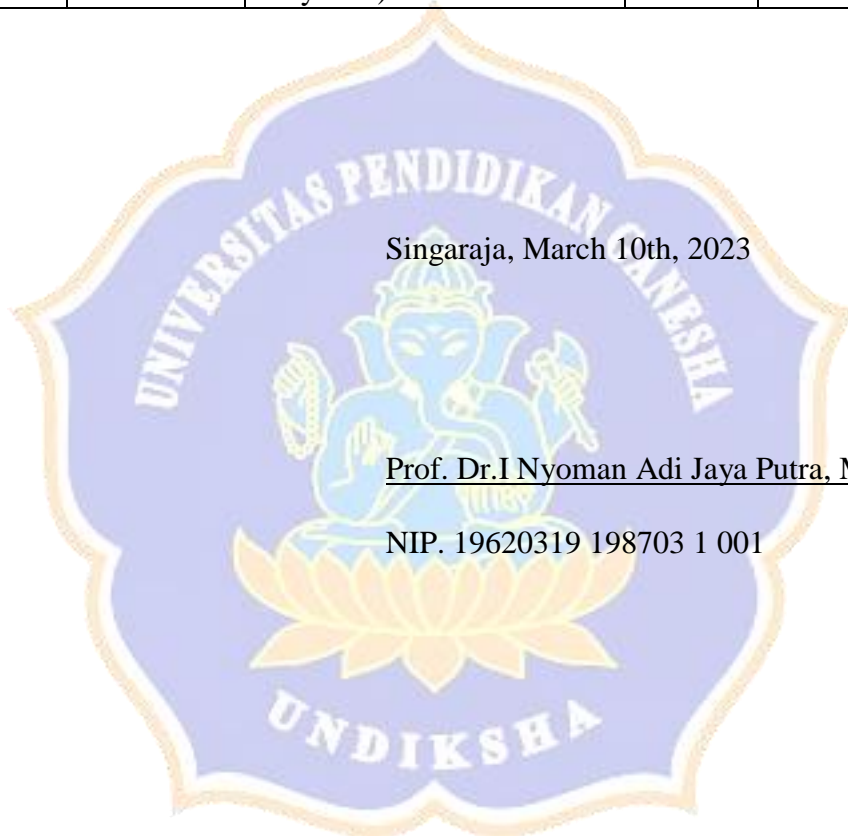 UNIVERSITAS PENDIDIKAN GANESHA
Singaraja, March 10th, 2023
Prof. Dr.I Nyoman Adi Jaya Putra,
NIP. 19620319 198703 1 001
UNDIKSHA